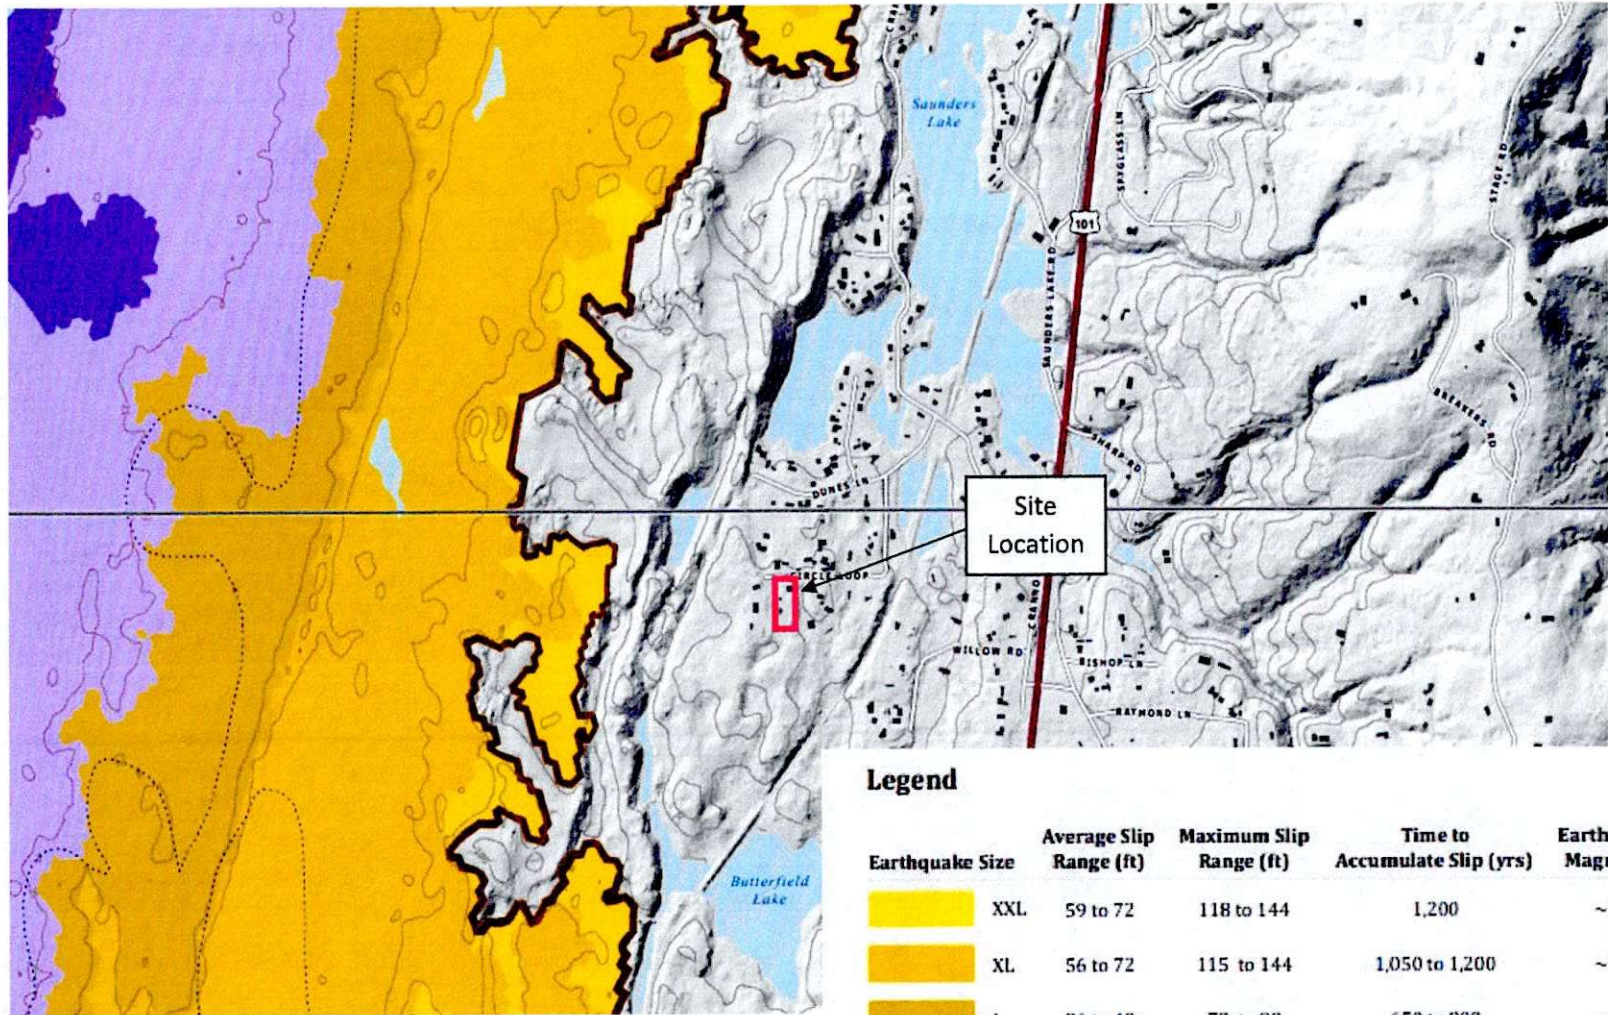 Saunders
Lake
SPYGLASS LN
STAGE RD
101
SAUNDERS LAKE RD
BREAKERS RD
SHARP RD
DUNES LN
Site
Location
CIRCLE LOOP
WILLOW RD
BISHOP LN
RAYMOND LN
Butterfield
Lake
Legend
Earthquake Size Average Slip Range (ft) Maximum Slip Range (ft) Time to Accumulate Slip (yrs)
XXL 59 to 72 118 to 144 1,200
XL 56 to 72 115 to 144 1,050 to 1,200